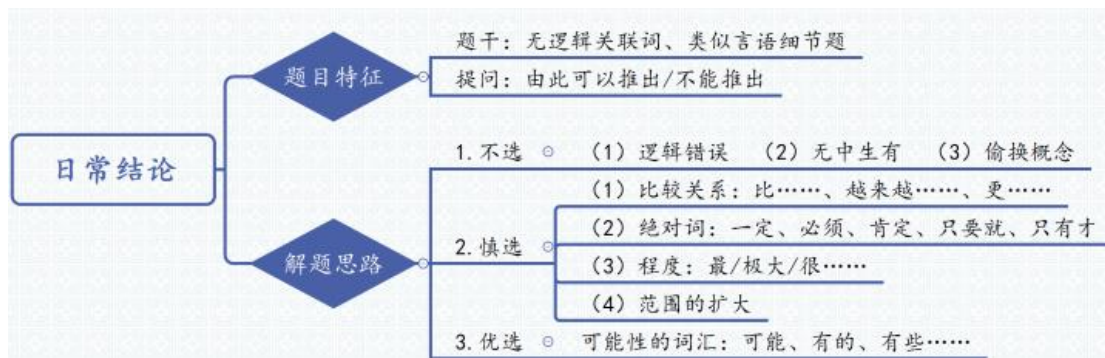 题干：无逻辑关联词、类似言语细节题
题目特征
提问：由此可以推出/不能推出
日常结论
1.不选 （1）逻辑错误 （2）无中生有 （3）偷换概念
（1）比较关系：比……、越来越……、更……
（2）绝对词：一定、必须、肯定、只要就、只有才
2.慎选
解题思路
（3）程度：最/极大/很……
（4）范围的扩大
3.优选 可能性的词汇：可能、有的、有些……